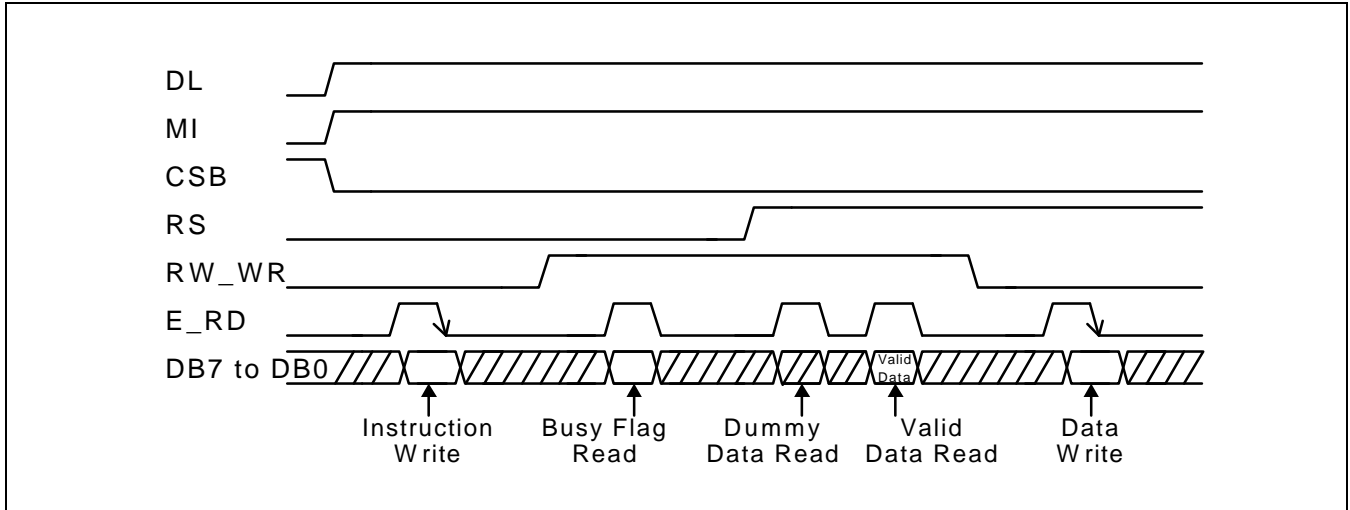 DL
MI
CSB
RS
RW_WR
E_RD
DB7 to DB0
Valid
Data
Instruction
Write
Busy Flag
Read
Dummy
Data Read
Valid
Data Read
Data
Write